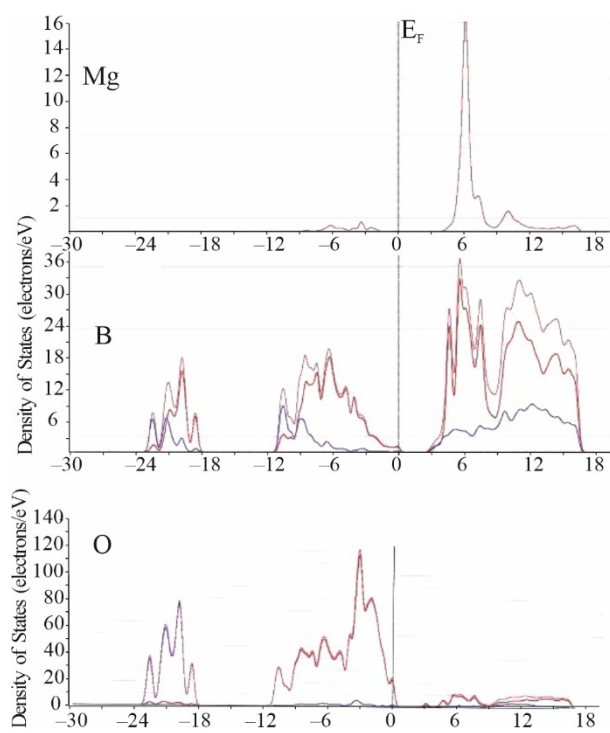 16
E_F
Mg
14
12
10
8
6
4
2
–30 –24 –18 –12 –6 0 6 12 18
36
B
30
24
18
12
6
–30 –24 –18 –12 –6 0 6 12 18
Density of States (electrons/eV)
140
O
120
100
80
60
40
20
0
–30 –24 –18 –12 –6 0 6 12 18
Density of States (electrons/eV)